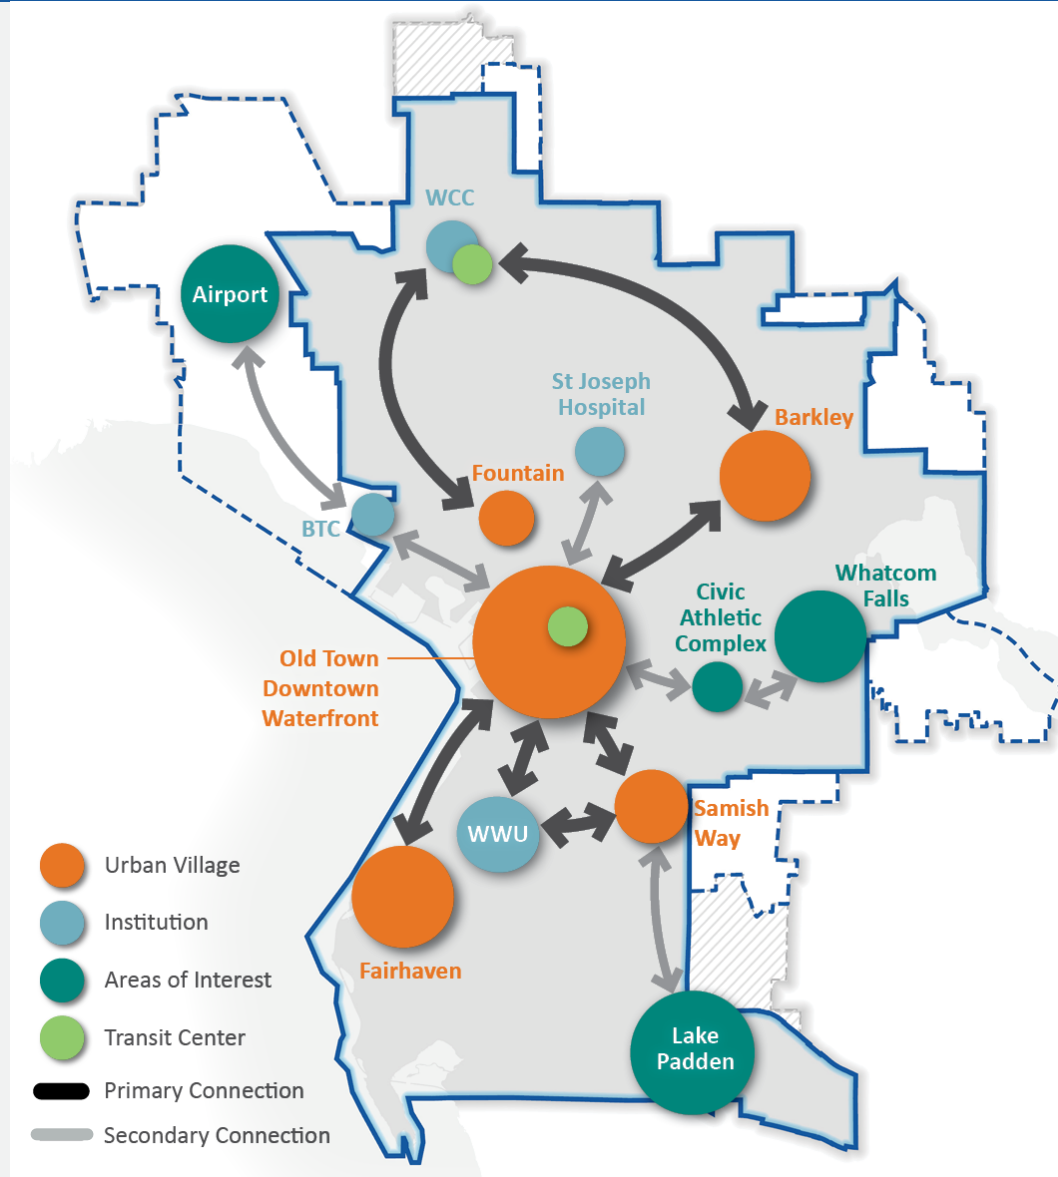 WCC
Airport
St Joseph
Hospital
Barkley
Fountain
BTC
Whatcom
Falls
Civic
Athletic
Complex
Old Town
Downtown
Waterfront
Samish
Way
WWU
Fairhaven
Lake
Padden
Urban Village
Institution
Areas of Interest
Transit Center
Primary Connection
Secondary Connection